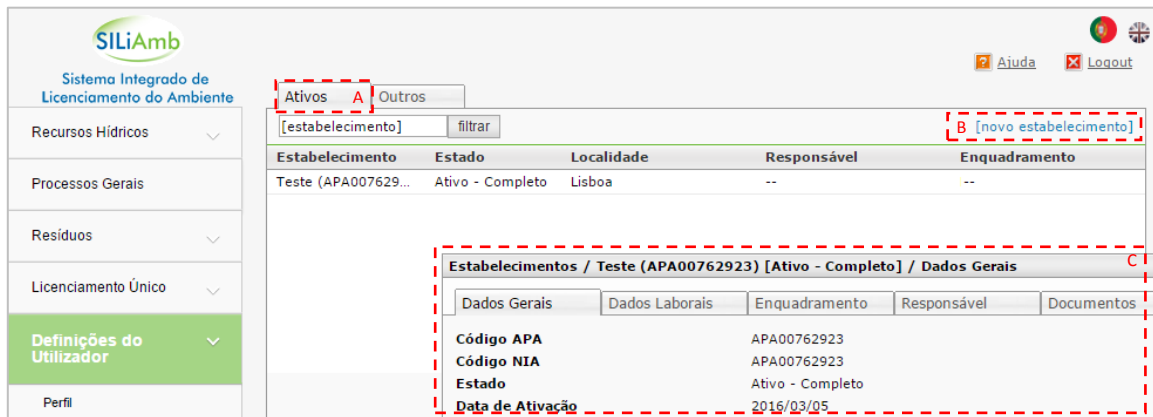 SILiAmb
Sistema Integrado de
Licenciamento do Ambiente
Ajuda
Logout
Recursos Hídricos
Processos Gerais
Resíduos
Licenciamento Único
Definições do
Utilizador
Perfil
Ativos A Outros
[estabelecimento] filtrar B [novo estabelecimento]
Estabelecimento Estado Localidade Responsável Enquadramento
Teste (APA007629... Ativo - Completo Lisboa -- --
Estabelecimentos / Teste (APA00762923) [Ativo - Completo] / Dados Gerais C
Dados Gerais Dados Laborais Enquadramento Responsável Documentos
Código APA APA00762923
Código NIA APA00762923
Estado Ativo - Completo
Data de Ativação 2016/03/05